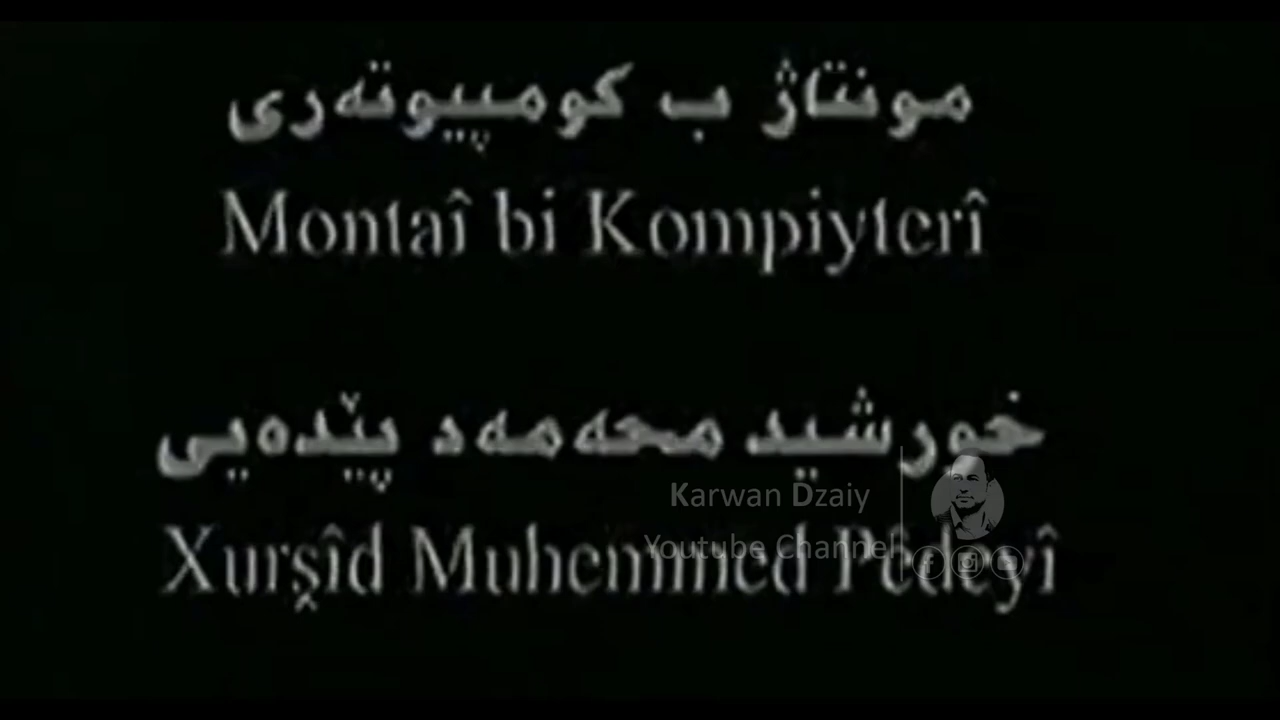 مونتاژ ب کومپیوتەری
Montaî bi Kompiyterî
خورشید محەمەد پێدەیی
Xurşîd Muhemmed Pêdeyî
Karwan Dzaiy
Youtube Channel